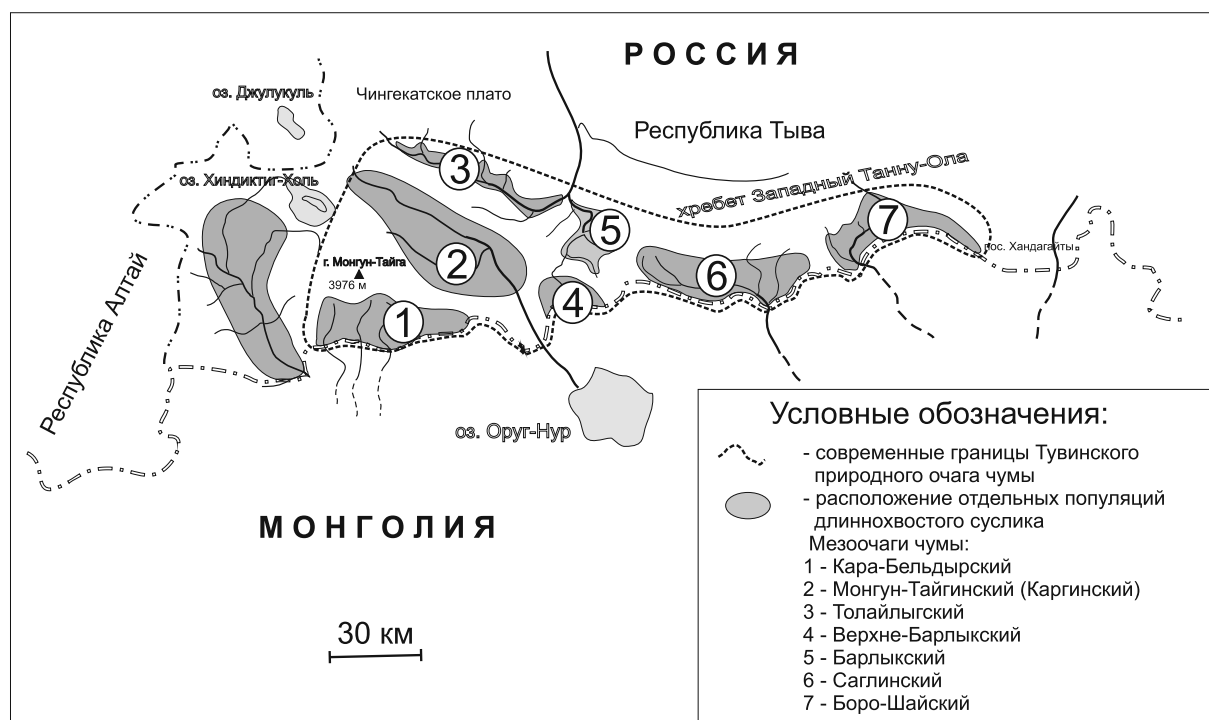 РОССИЯ
оз. Джулукуль
Чингекатское плато
Республика Тыва
хребет Западный Танну-Ола
оз. Хиндиктиг-Холь
3
7
5
пос. Хандагайты
г. Монгун-Тайга
3976 м
2
6
4
1
Республика Алтай
оз. Оруг-Нур
МОНГОЛИЯ
30 км
Условные обозначения:
- современные границы Тувинского
природного очага чумы
- расположение отдельных популяций
длиннохвостого суслика
Мезоочаги чумы:
1 - Кара-Бельдырский
2 - Монгун-Тайгинский (Каргинский)
3 - Толайлыгский
4 - Верхне-Барлыкский
5 - Барлыкский
6 - Саглинский
7 - Боро-Шайский